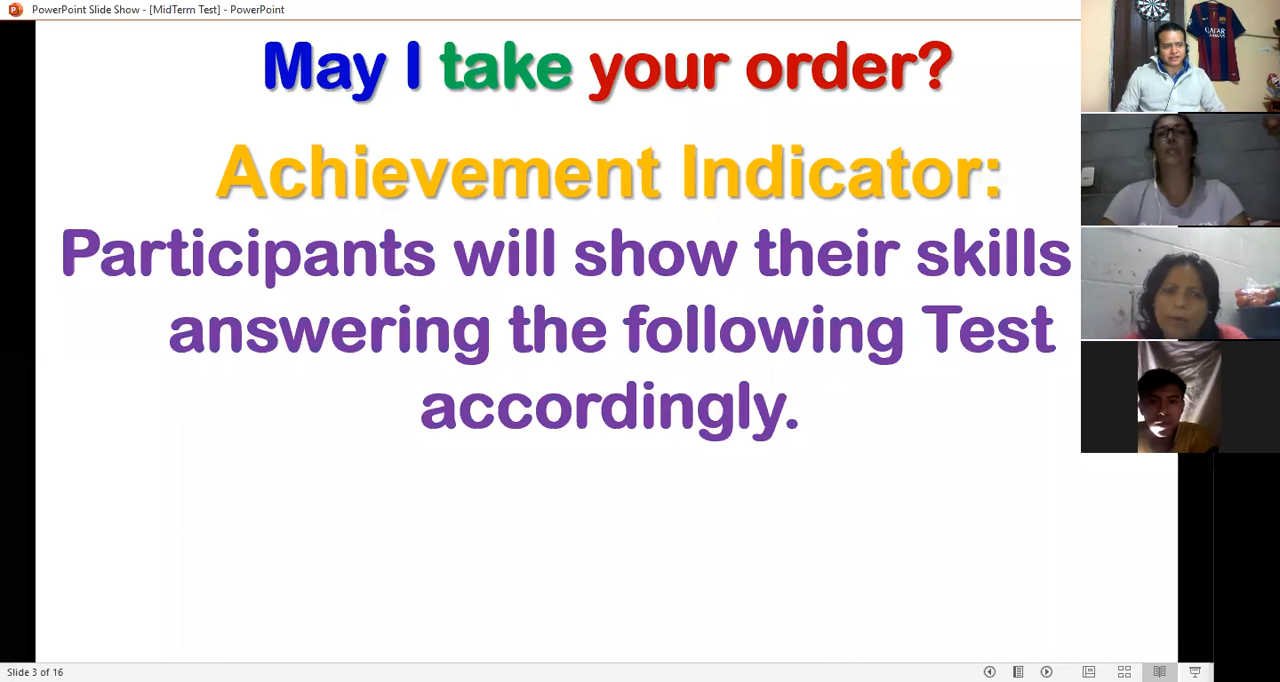 PowerPoint Slide Show - [MidTerm Test] - PowerPoint
May I take your order?
Achievement Indicator:
Participants will show their skills
answering the following Test
accordingly.
QATAR
Slide 3 of 16